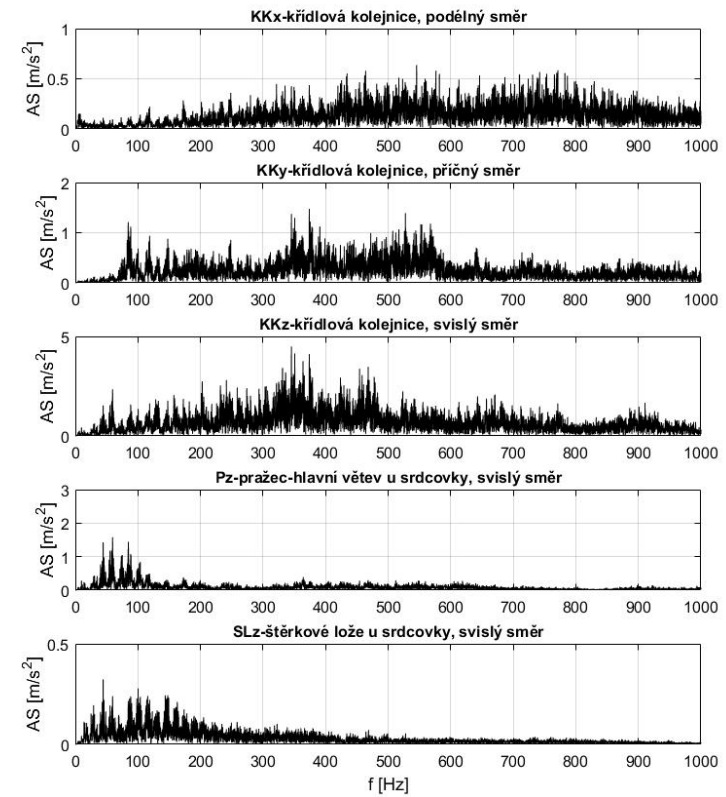 KKx-křídlová kolejnice, podélný směr
1
0.5
0
AS [m/s²]
0 100 200 300 400 500 600 700 800 900 1000
KKy-křídlová kolejnice, příčný směr
2
1
0
AS [m/s²]
0 100 200 300 400 500 600 700 800 900 1000
KKz-křídlová kolejnice, svislý směr
5
0
AS [m/s²]
0 100 200 300 400 500 600 700 800 900 1000
Pz-pražec-hlavní větev u srdcovky, svislý směr
3
2
1
0
AS [m/s²]
0 100 200 300 400 500 600 700 800 900 1000
SLz-štěrkové lože u srdcovky, svislý směr
0.5
0
AS [m/s²]
0 100 200 300 400 500 600 700 800 900 1000
f [Hz]